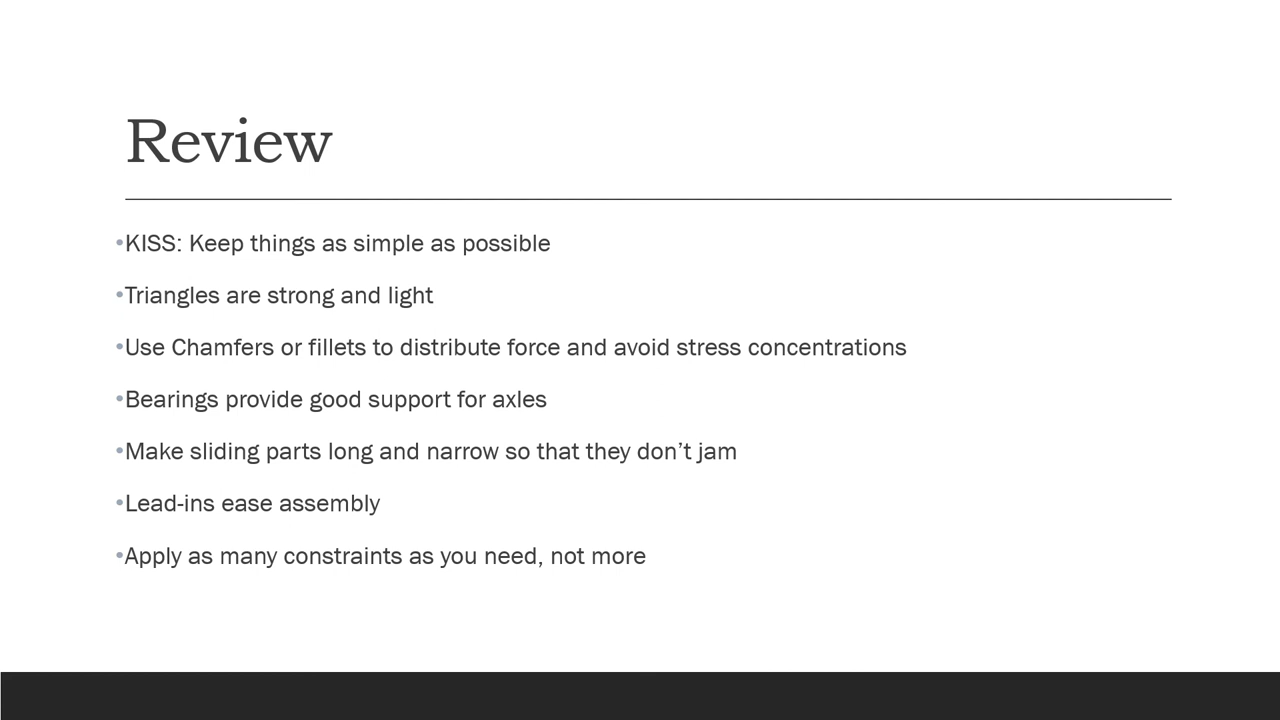 Review
•KISS: Keep things as simple as possible
•Triangles are strong and light
•Use Chamfers or fillets to distribute force and avoid stress concentrations
•Bearings provide good support for axles
•Make sliding parts long and narrow so that they don’t jam
•Lead-ins ease assembly
•Apply as many constraints as you need, not more